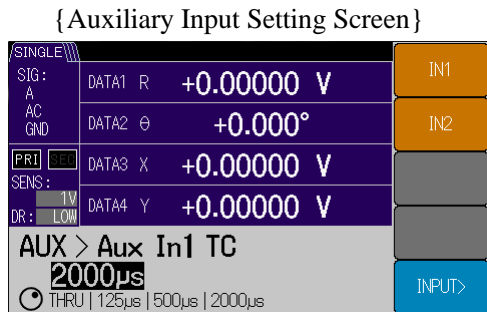 {Auxiliary Input Setting Screen}
SINGLE
SIG:
A
AC
GND
DATA1 R +0.00000 V
DATA2 θ +0.000°
PRI SEC
DATA3 X +0.00000 V
SENS:
1V
DR: LOW
DATA4 Y +0.00000 V
AUX > Aux In1 TC
2000µs
THRU | 125µs | 500µs | 2000µs
IN1
IN2
INPUT>